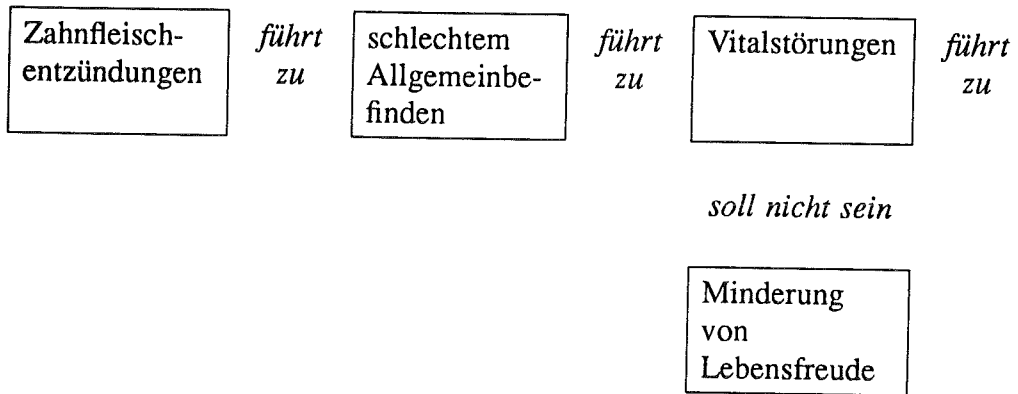 Zahnfleisch-
entzündungen
führt
zu
schlechtem
Allgemeinbe-
finden
führt
zu
Vitalstörungen
führt
zu
soll nicht sein
Minderung
von
Lebensfreude